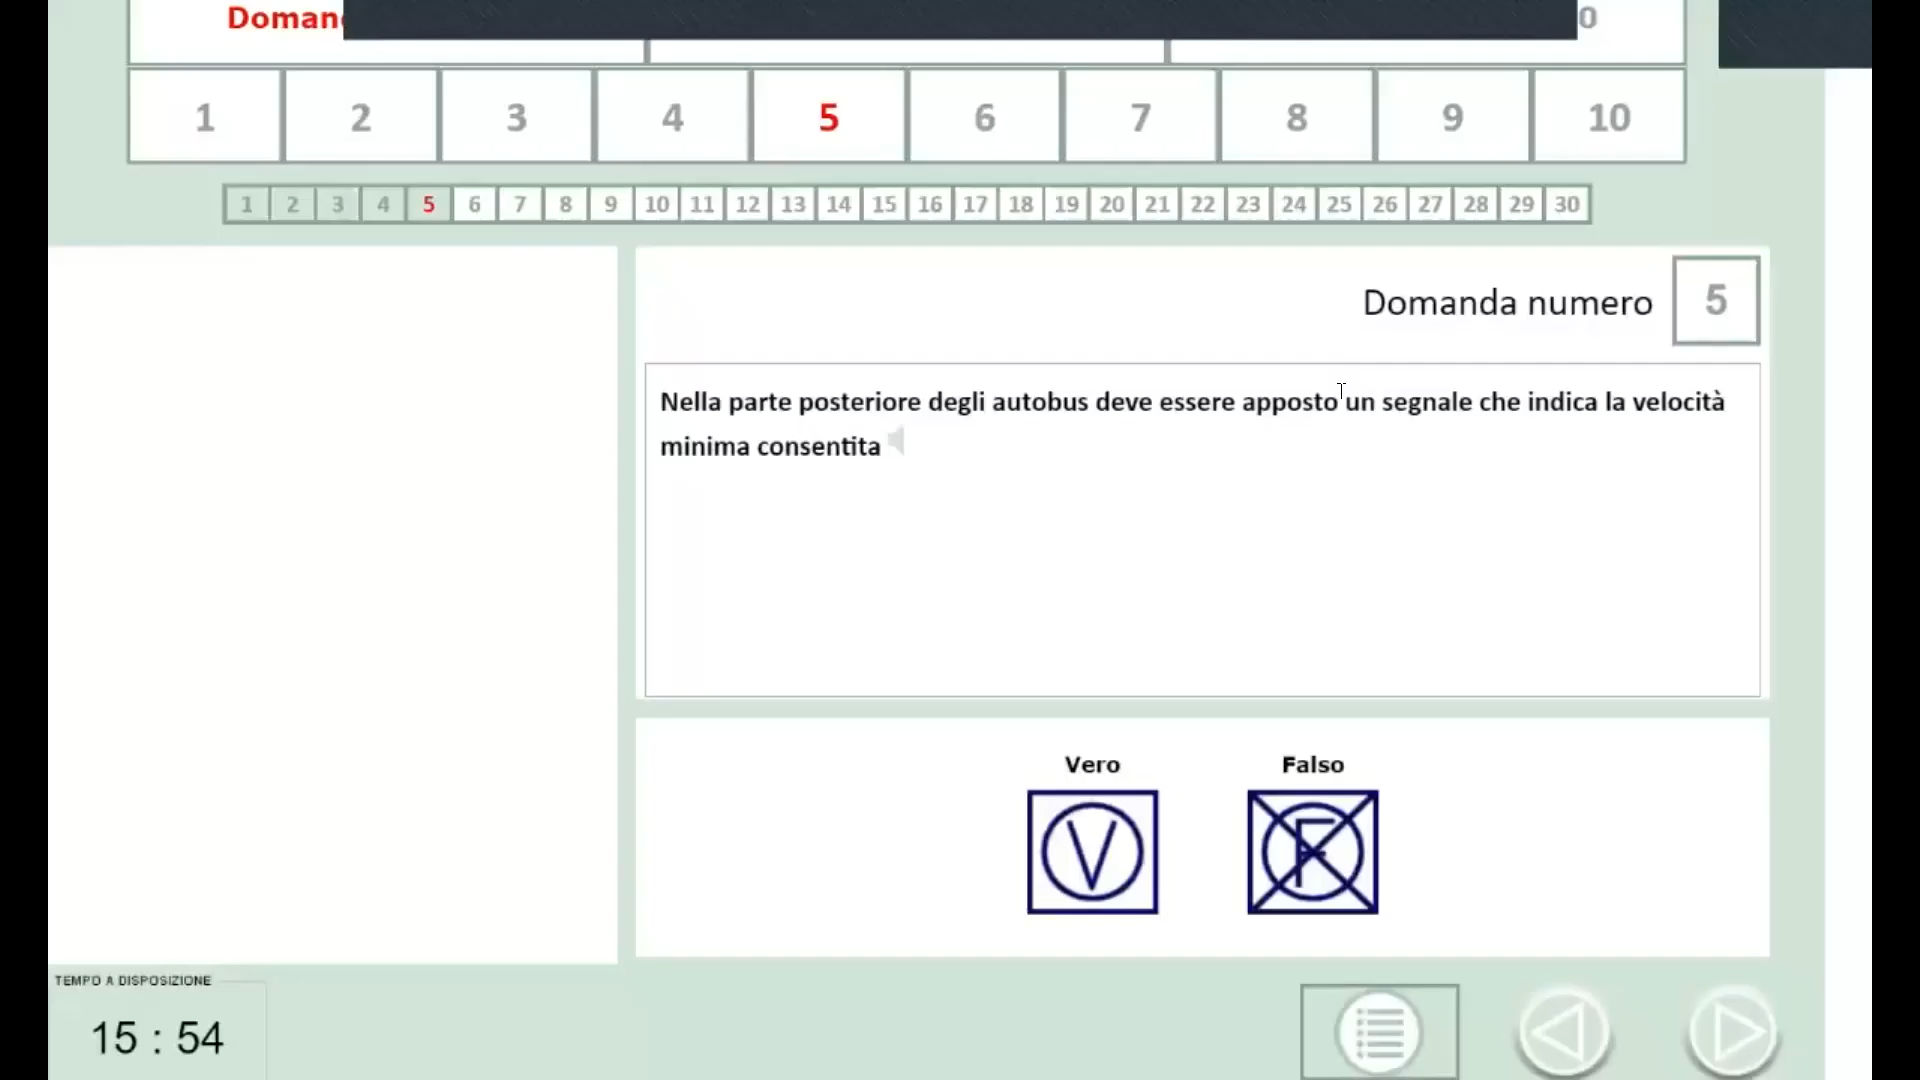 0
1 2 3 4 5 6 7 8 9 10
1 2 3 4 5 6 7 8 9 10 11 12 13 14 15 16 17 18 19 20 21 22 23 24 25 26 27 28 29 30
Domanda numero 5
Nella parte posteriore degli autobus deve essere apposto un segnale che indica la velocità
minima consentita
Vero Falso
V F
TEMPO A DISPOSIZIONE
15 : 54